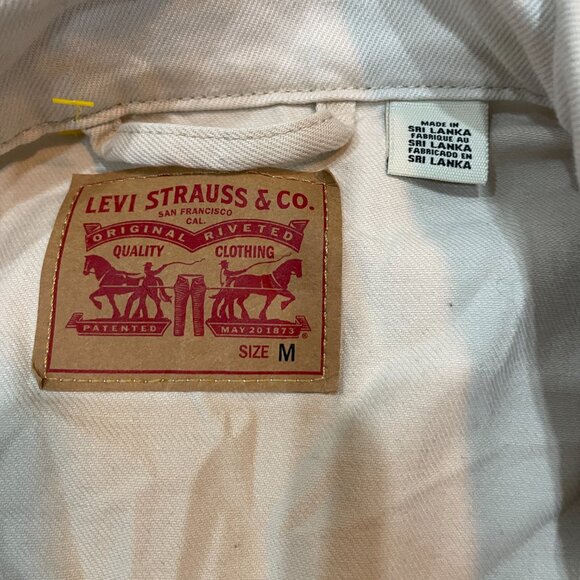 LEVI STRAUSS & CO.
SAN FRANCISCO
CAL.
ORIGINAL RIVETED
QUALITY CLOTHING
PATENTED MAY 20 1873 ®
SIZE M
MADE IN
SRI LANKA
FABRIQUE AU
SRI LANKA
FABRICADO EN
SRI LANKA